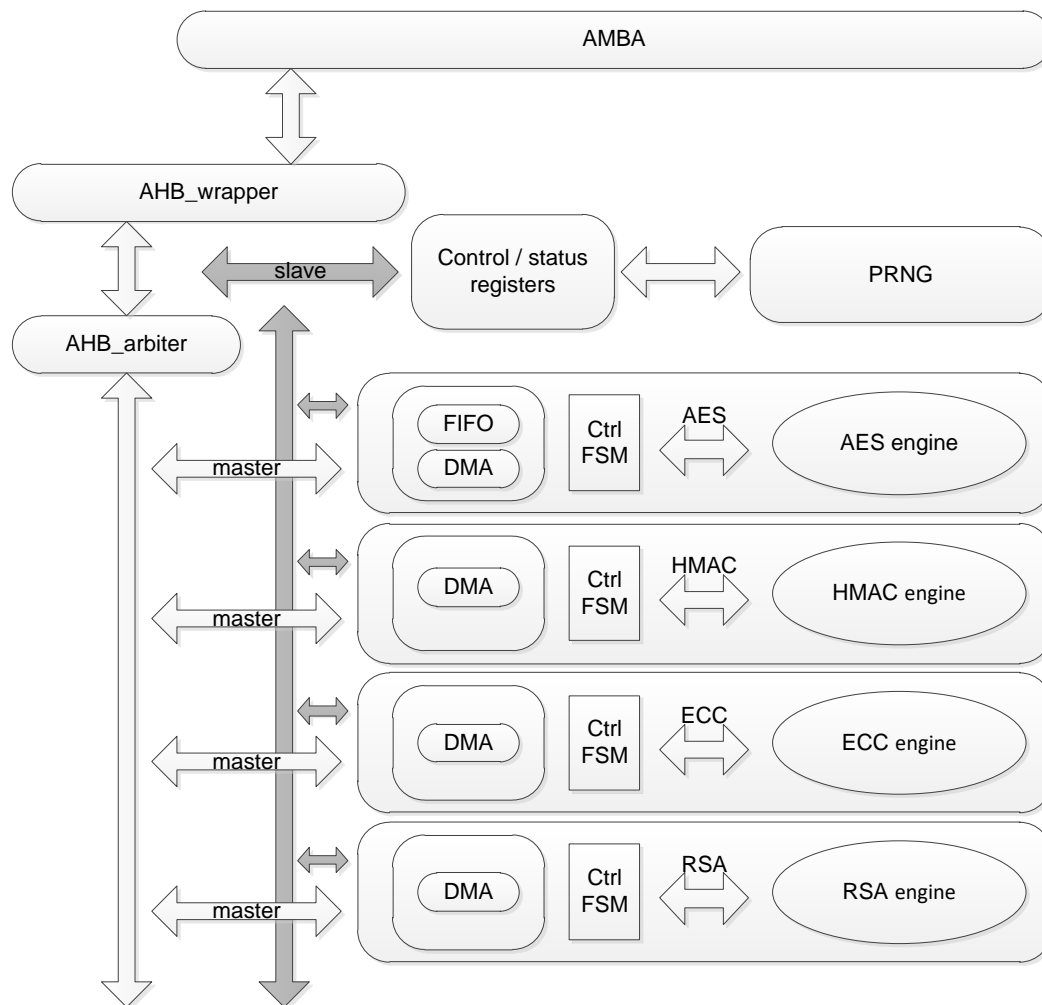 AMBA
AHB_wrapper
slave
Control / status
registers
PRNG
AHB_arbiter
FIFO
DMA
Ctrl
FSM
AES
AES engine
master
DMA
Ctrl
FSM
HMAC
HMAC engine
master
DMA
Ctrl
FSM
ECC
ECC engine
master
DMA
Ctrl
FSM
RSA
RSA engine
master